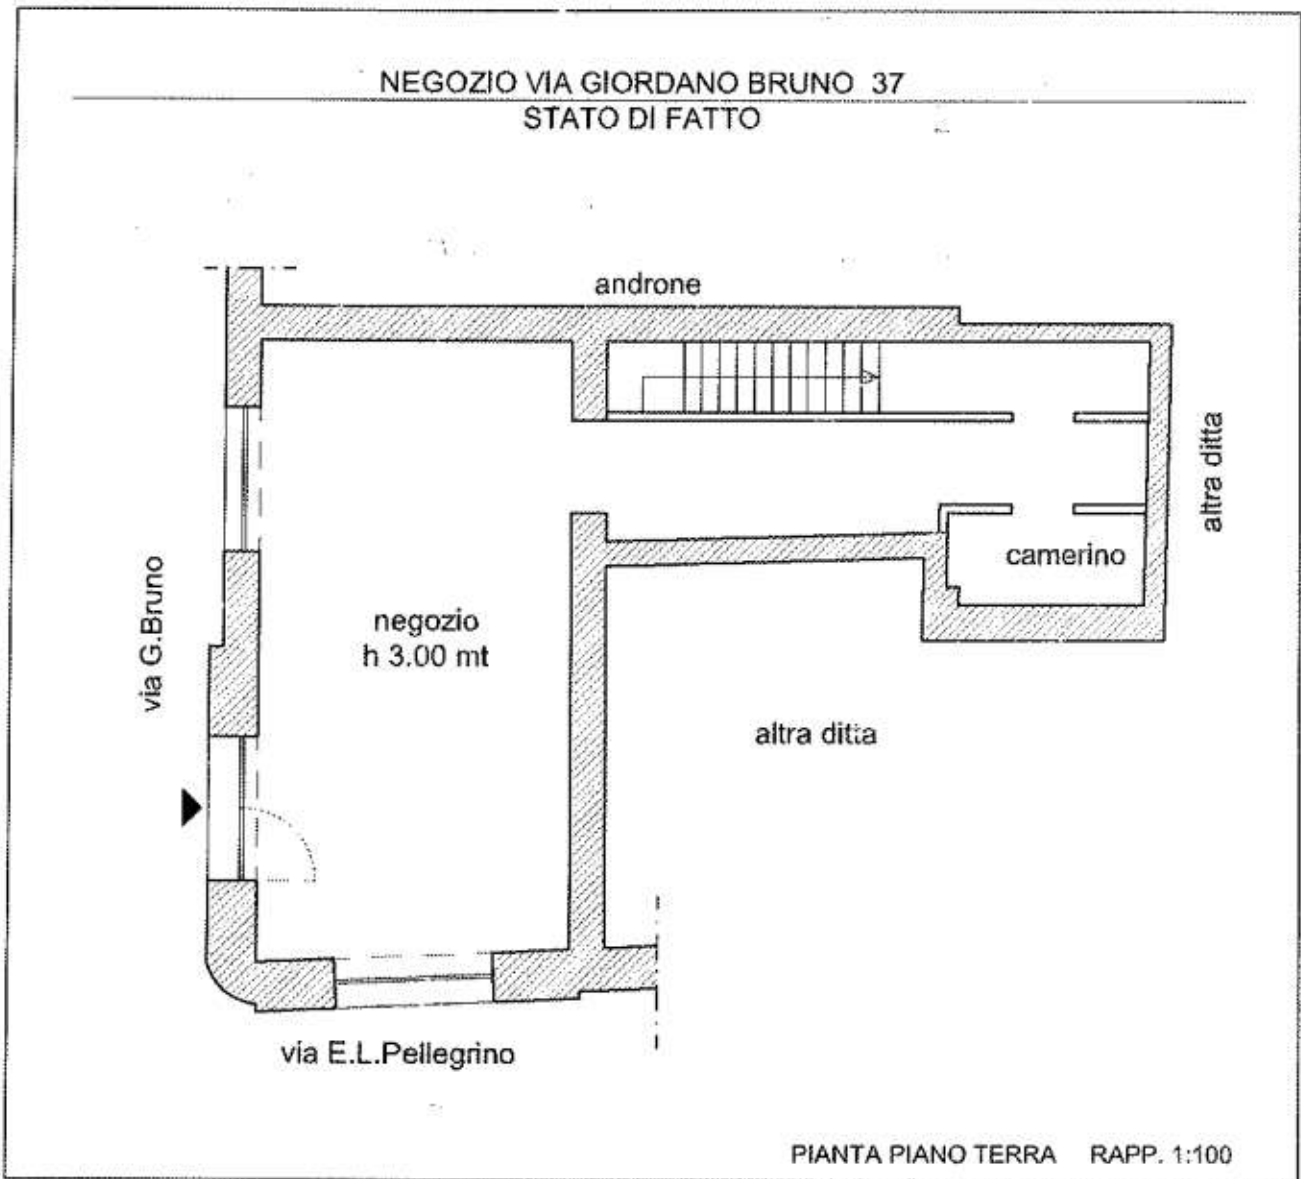 NEGOZIO VIA GIORDANO BRUNO 37
STATO DI FATTO
androne
altra ditta
camerino
via G.Bruno
negozio
h 3.00 mt
altra ditta
via E.L.Pellegrino
PIANTA PIANO TERRA RAPP. 1:100